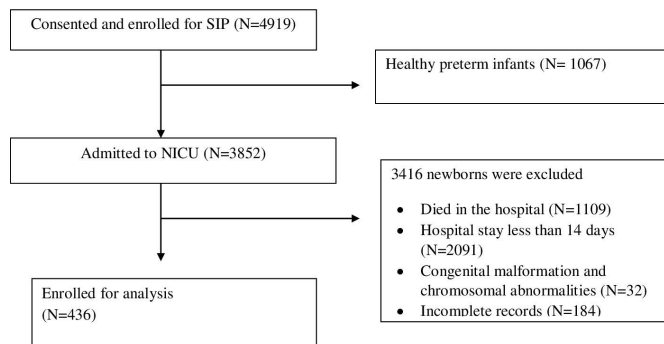 Consented and enrolled for SIP (N=4919)
Healthy preterm infants (N= 1067)
Admitted to NICU (N=3852)
3416 newborns were excluded
• Died in the hospital (N=1109)
• Hospital stay less than 14 days
(N=2091)
• Congenital malformation and
chromosomal abnormalities (N=32)
• Incomplete records (N=184)
Enrolled for analysis
(N=436)